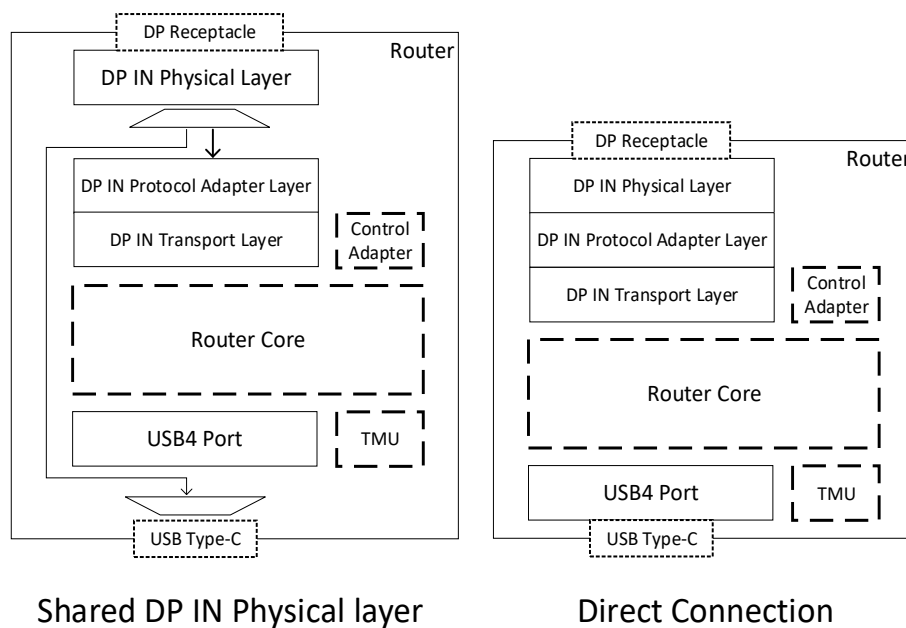 DP Receptacle
Router
DP IN Physical Layer
DP IN Protocol Adapter Layer
DP IN Transport Layer
Control
Adapter
Router Core
USB4 Port
TMU
USB Type-C
Shared DP IN Physical layer
DP Receptacle
Router
DP IN Physical Layer
DP IN Protocol Adapter Layer
DP IN Transport Layer
Control
Adapter
Router Core
USB4 Port
TMU
USB Type-C
Direct Connection